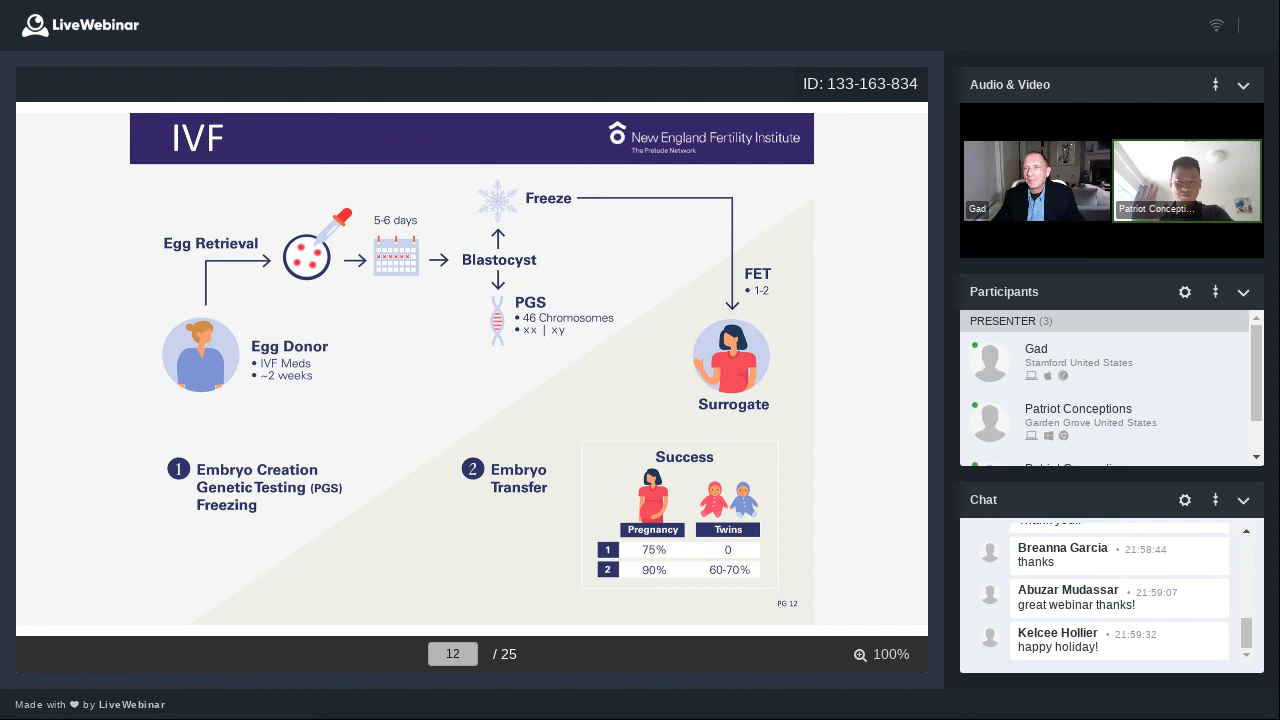 LiveWebinar
ID: 133-163-834
IVF
New England Fertility Institute
The Prelude Network
Freeze
5-6 days
Egg Retrieval
Blastocyst
FET
• 1-2
PGS
• 46 Chromosomes
• xx | xy
Egg Donor
• IVF Meds
• ~2 weeks
Surrogate
1 Embryo Creation
Genetic Testing (PGS)
Freezing
2 Embryo
Transfer
Success
Pregnancy Twins
1 75% 0
2 90% 60-70%
PG 12
12 / 25
100%
Audio & Video
Gad
Patriot Concepti...
Participants
PRESENTER (3)
Gad
Stamford United States
Patriot Conceptions
Garden Grove United States
Chat
Breanna Garcia • 21:58:44
thanks
Abuzar Mudassar • 21:59:07
great webinar thanks!
Kelcee Hollier • 21:59:32
happy holiday!
Made with by LiveWebinar